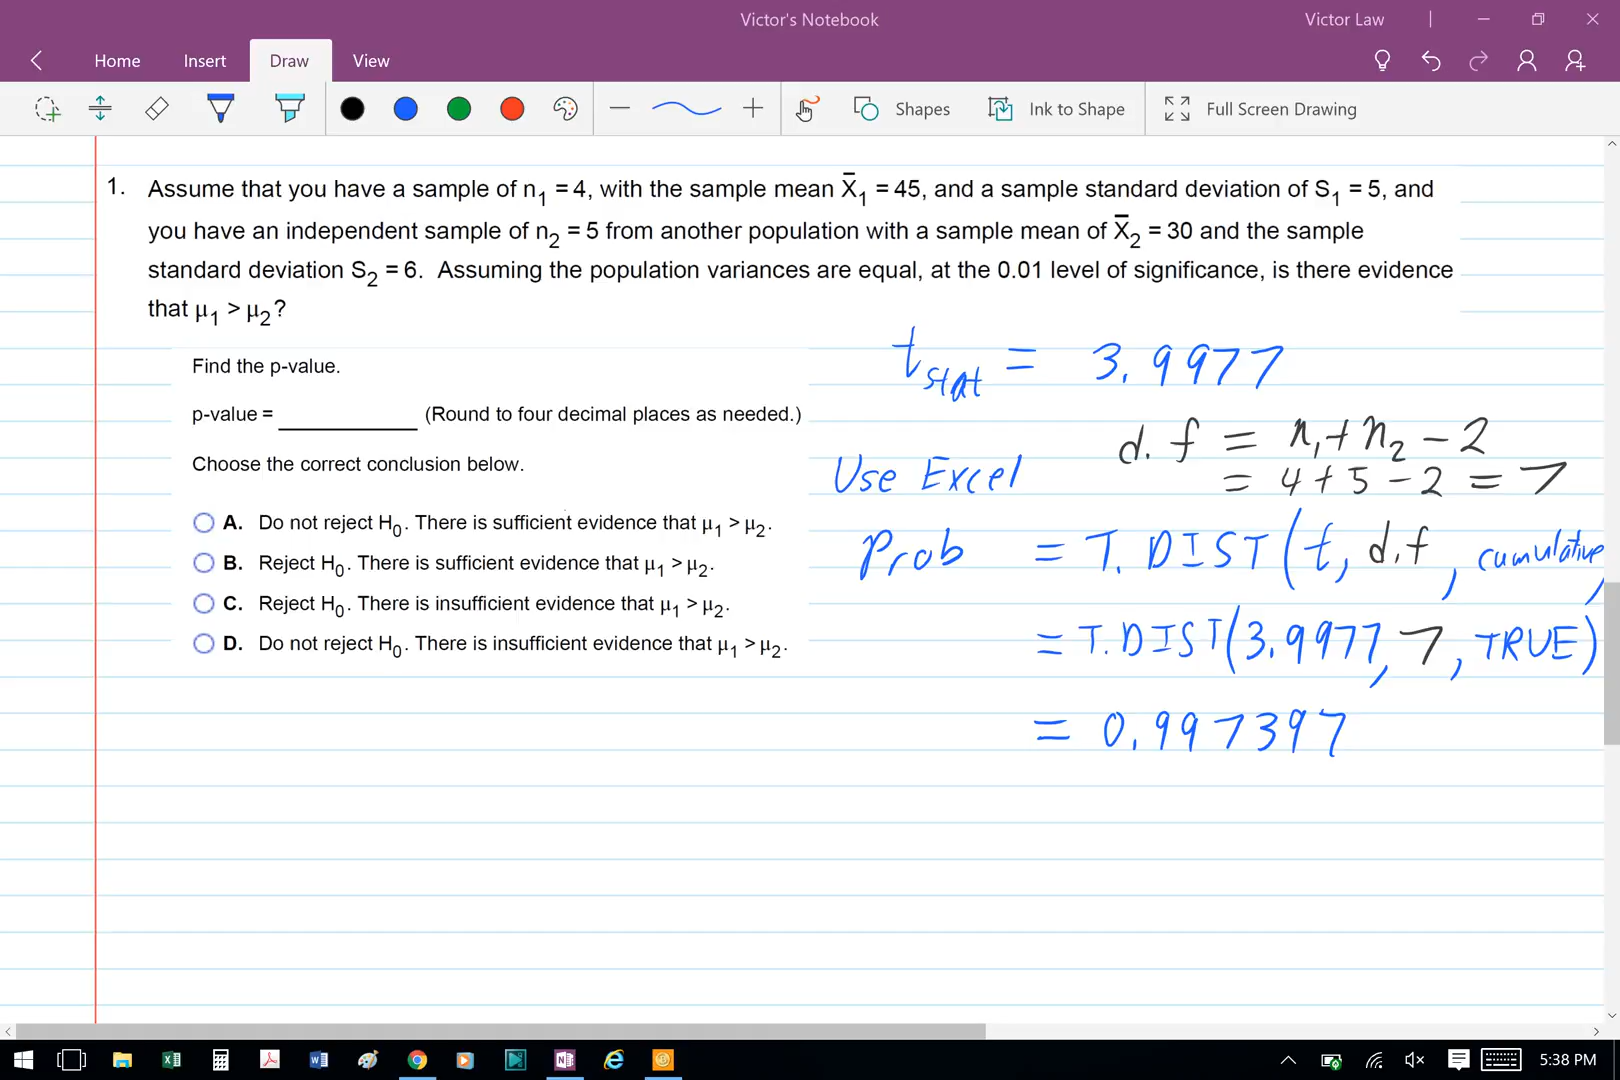 Victor's Notebook
Victor Law
Home Insert Draw View
Shapes Ink to Shape Full Screen Drawing
1. Assume that you have a sample of n1 = 4, with the sample mean X̄1 = 45, and a sample standard deviation of S1 = 5, and
you have an independent sample of n2 = 5 from another population with a sample mean of X̄2 = 30 and the sample
standard deviation S2 = 6. Assuming the population variances are equal, at the 0.01 level of significance, is there evidence
that μ1 > μ2?
Find the p-value.
p-value = ____________ (Round to four decimal places as needed.)
Choose the correct conclusion below.
A. Do not reject H0. There is sufficient evidence that μ1 > μ2.
B. Reject H0. There is sufficient evidence that μ1 > μ2.
C. Reject H0. There is insufficient evidence that μ1 > μ2.
D. Do not reject H0. There is insufficient evidence that μ1 > μ2.
tstat = 3.9977
d.f = n1+n2-2
= 4+5-2 = 7
Use Excel
Prob = T.DIST(t, d.f, cumulative,
= T.DIST(3.9977, 7, TRUE)
= 0.997397
5:38 PM